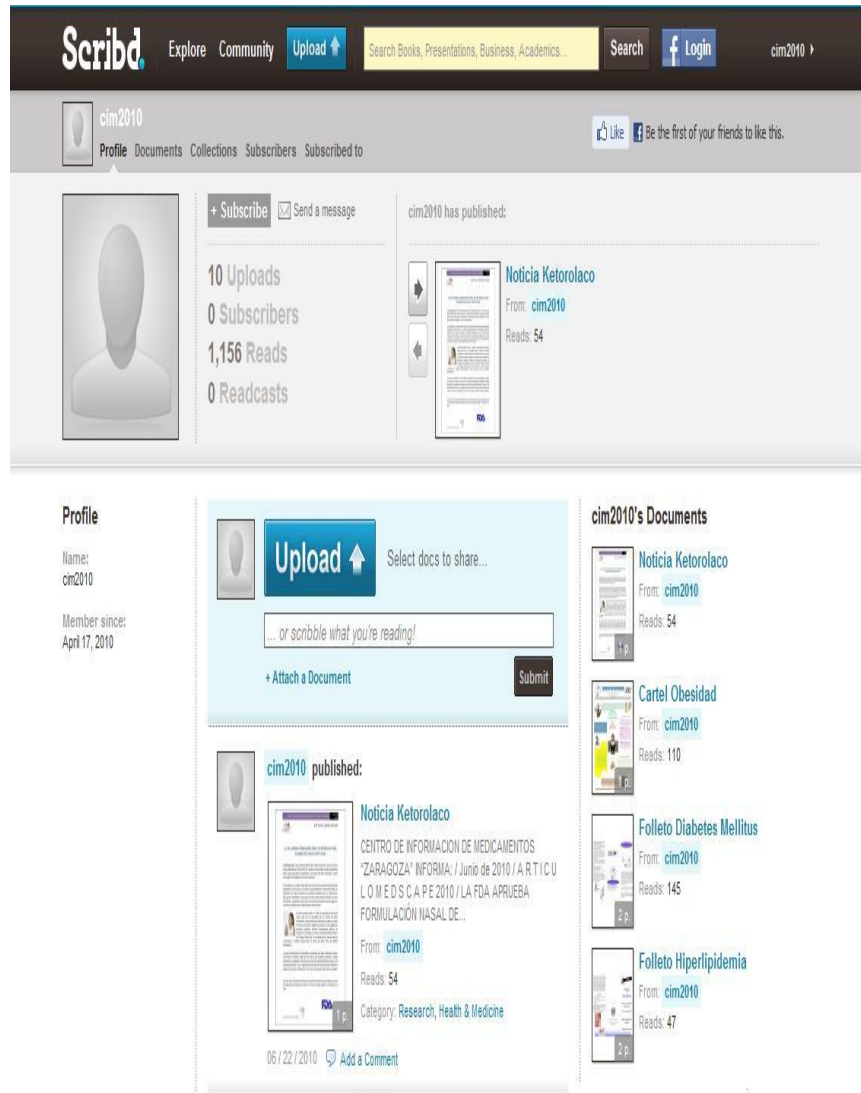 Scribd.
Explore Community Upload Search Books, Presentations, Business, Academics... Search f Login cim2010
cim2010
Profile Documents Collections Subscribers Subscribed to
Like f Be the first of your friends to like this.
+ Subscribe Send a message
10 Uploads
0 Subscribers
1,156 Reads
0 Readcasts
cim2010 has published:
Noticia Ketorolaco
From: cim2010
Reads: 54
FDA
Profile
Name:
cim2010
Member since:
April 17, 2010
Upload Select docs to share...
... or scribble what you're reading!
+ Attach a Document Submit
cim2010 published:
Noticia Ketorolaco
CENTRO DE INFORMACION DE MEDICAMENTOS
"ZARAGOZA" INFORMA: / Junio de 2010 / A R T I C U
L O M E D S C A P E 2010 / LA FDA APRUEBA
FORMULACIÓN NASAL DE...
From: cim2010
Reads: 54
Category: Research, Health & Medicine
FDA
1 p.
06 / 22 / 2010 Add a Comment
cim2010's Documents
Noticia Ketorolaco
From: cim2010
Reads: 54
1 p.
Cartel Obesidad
From: cim2010
Reads: 110
1 p.
Folleto Diabetes Mellitus
From: cim2010
Reads: 145
2 p.
Folleto Hiperlipidemia
From: cim2010
Reads: 47
2 p.